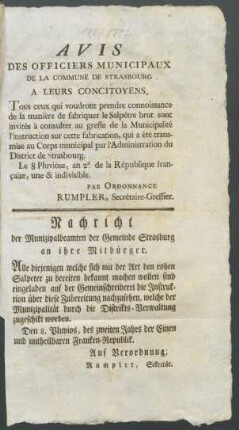 AVIS
DES OFFICIERS MUNICIPAUX
DE LA COMMUNE DE STRASBOURG
A LEURS CONCITOYENS.
Tous ceux qui voudront prendre connoissance
de la manière de fabriquer le Salpêtre brut sont
invités à consulter au greffe de la Municipalité
l'instruction sur cette fabrication, qui a été trans-
mise au Corps municipal par l'Administration du
District de Strasbourg.
Le 8 Pluviôse, an 2d de la République fran-
çaise, une & indivisible.
PAR ORDONNANCE
RUMPLER, Secrétaire-Greffier.
Nachricht
der Munizipalbeamten der Gemeinde Strasburg
an ihre Mitbürger.
Alle diejenigen welche sich mit der Art den rohen
Salpeter zu bereiten bekannt machen wollen sind
eingeladen auf der Gemeinschreiberei die Instruk-
tion über diese Zubereitung nachzusehen, welche der
Munizipalität durch die Distrikts-Verwaltung
zugeschikt worden.
Den 8. Pluvios, des zweiten Jahrs der Einen
und untheilbaren Franken-Republik.
Auf Verordnung,
Rumpler, Sekretär.